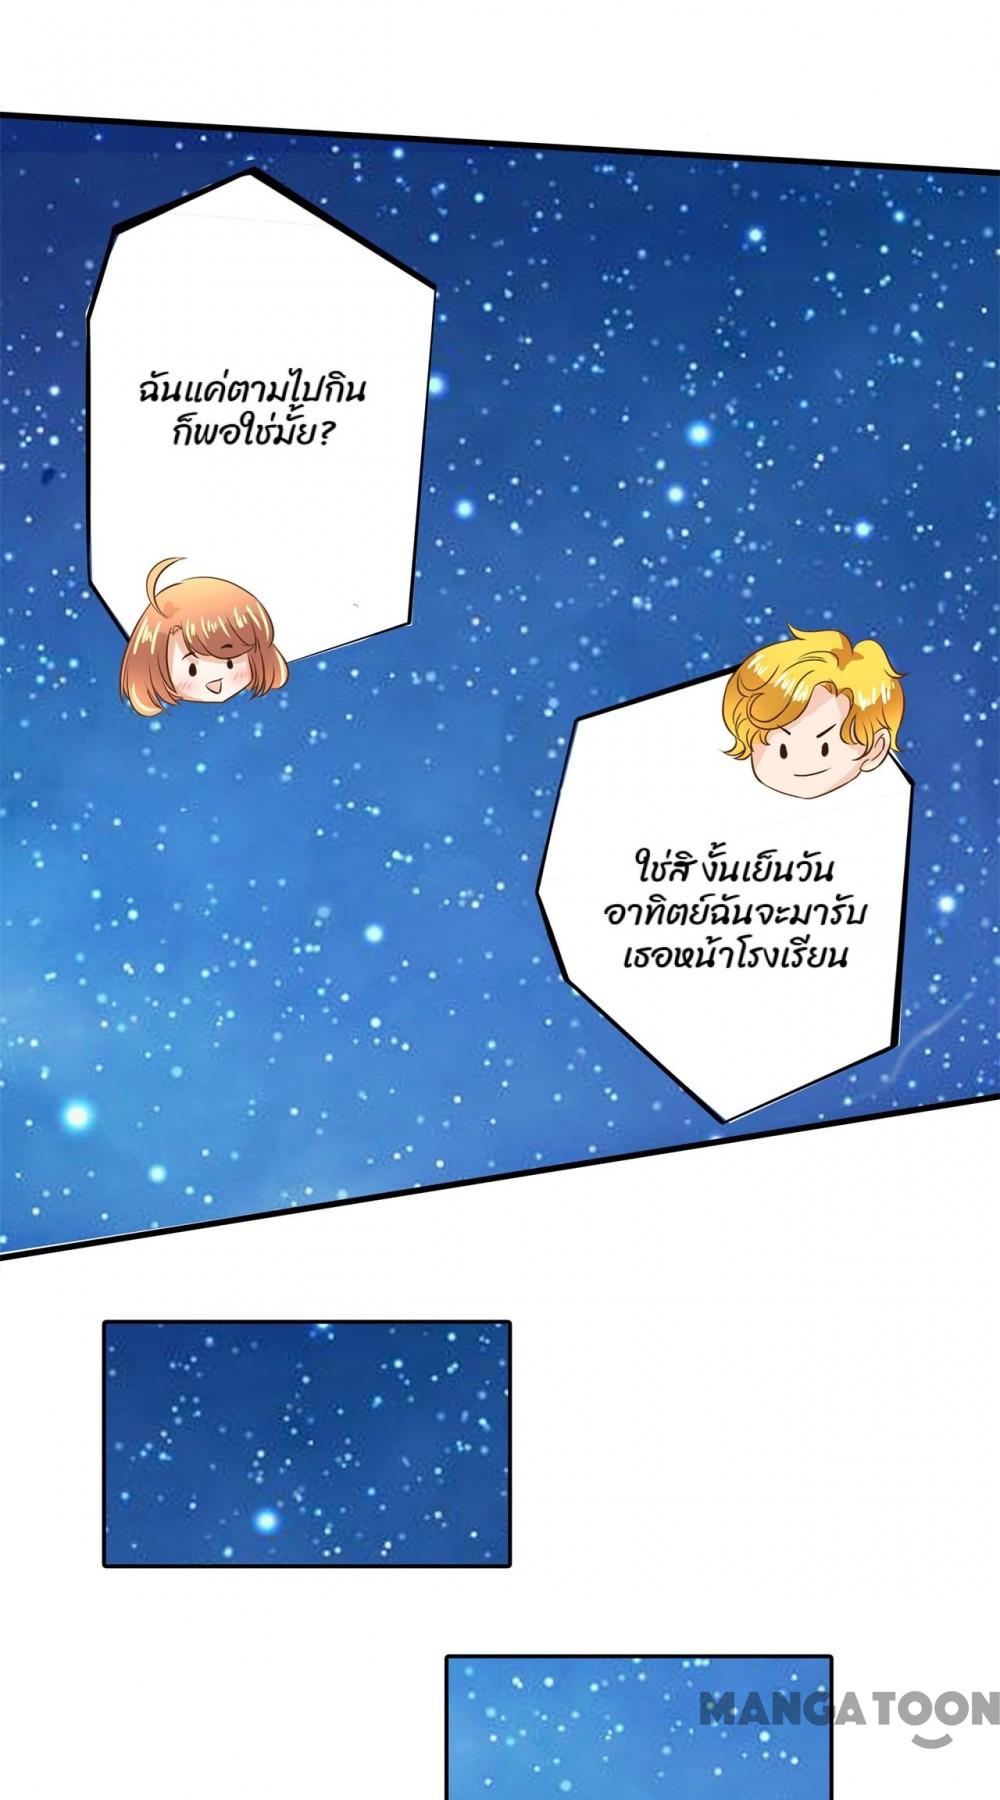 ฉันแค่ตามไปกิน
ก็พอใช่มั้ย?
ใช่สิ งั้นเย็นวัน
อาทิตย์ฉันจะมารับ
เธอหน้าโรงเรียน
MANGATOON